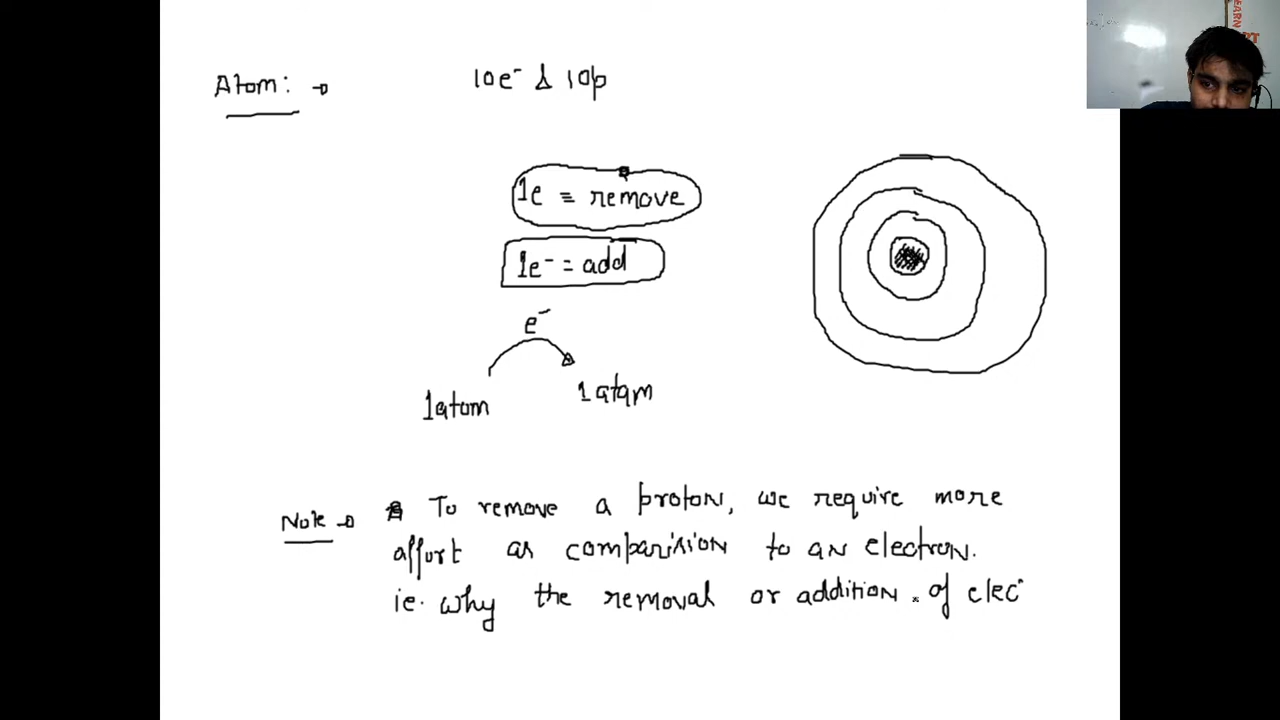 Atom: →
10e⁻ & 10p
1e = remove
1e⁻ = add
e⁻
1atom
1atom
Note → To remove a proton, we require more
affort as comparision to an electron.
ie. why the removal or addition of elec